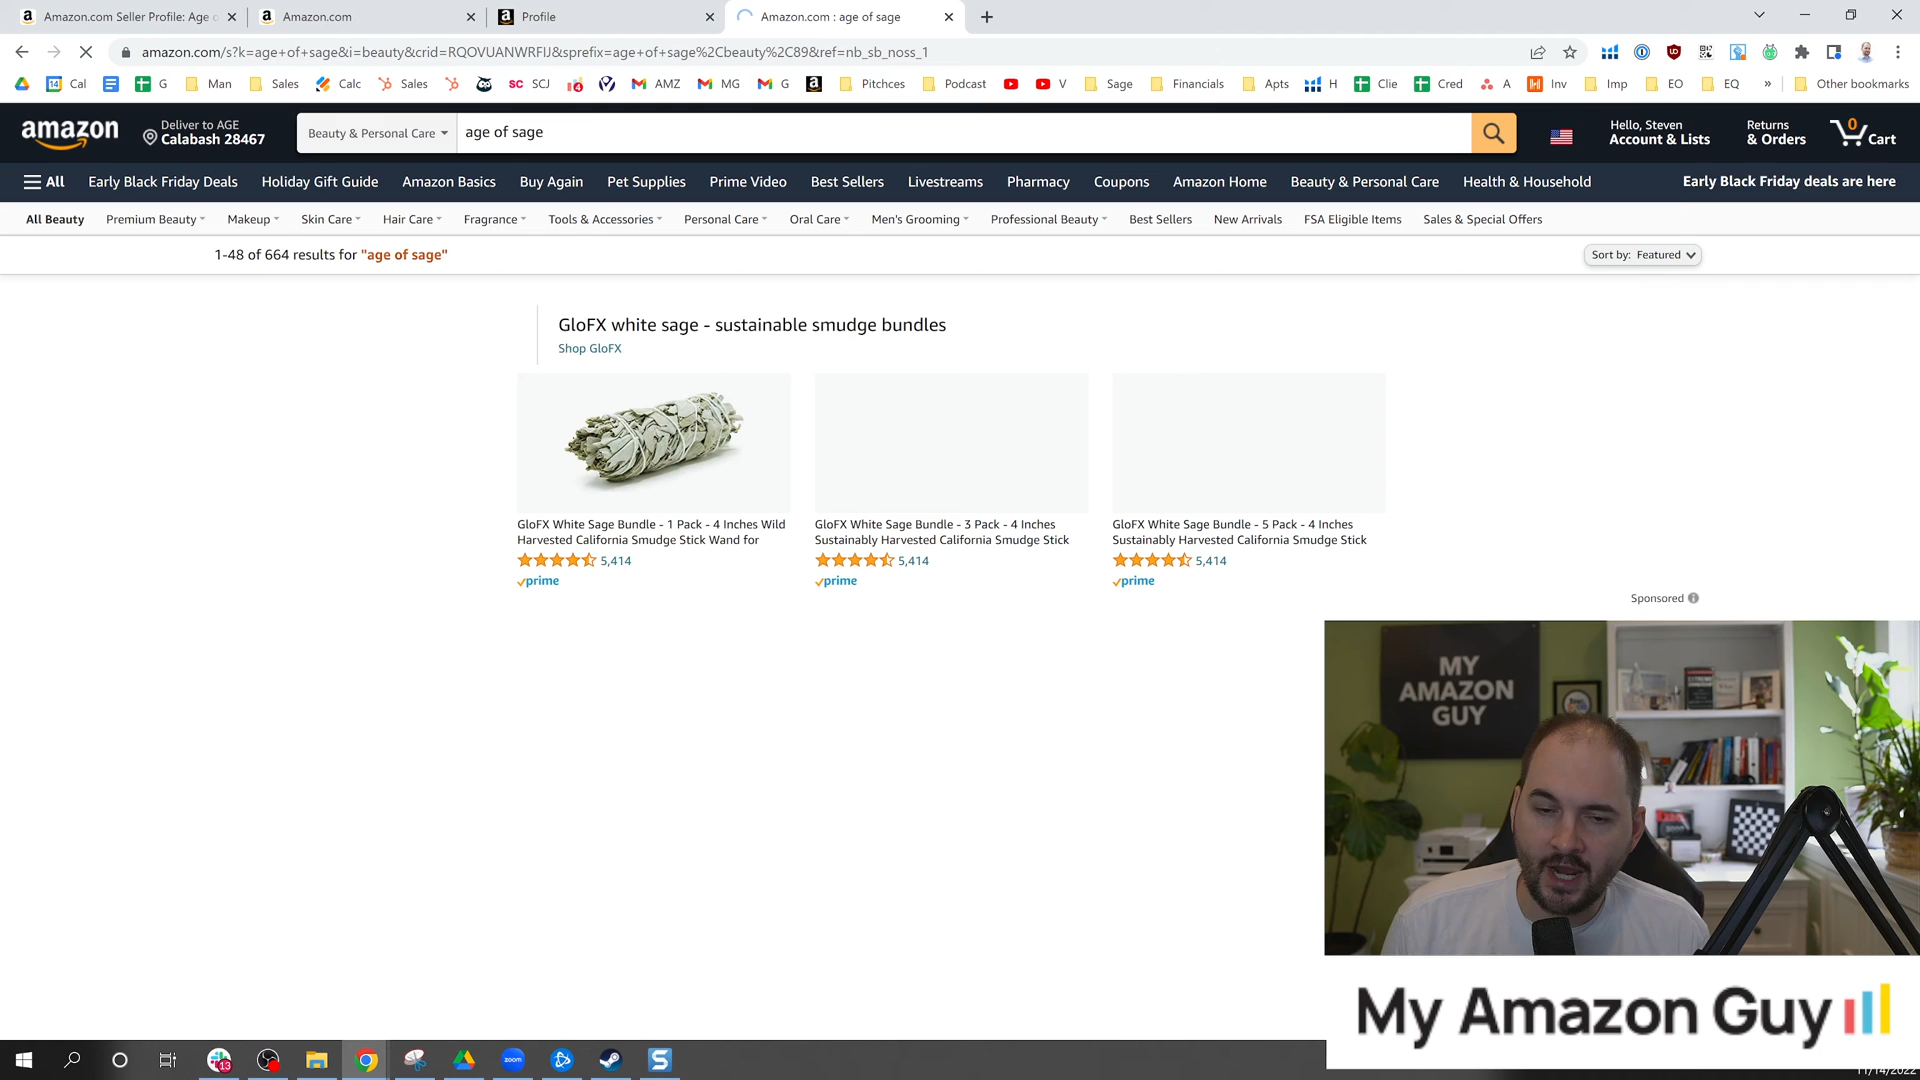 Amazon.com Seller Profile: Age o
Amazon.com
Profile
Amazon.com : age of sage
amazon.com/s?k=age+of+sage&i=beauty&crid=RQOVUANWRFIJ&sprefix=age+of+sage%2Cbeauty%2C89&ref=nb_sb_noss_1
14 Cal
G
Man
Sales
Calc
Sales
SC SCJ
4
AMZ
MG
G
Pitchces
Podcast
V
Sage
Financials
Apts
H
Clie
Cred
A
Inv
Imp
EO
EQ
»
Other bookmarks
amazon
Deliver to AGE
Calabash 28467
Beauty & Personal Care
age of sage
Hello, Steven
Account & Lists
Returns
& Orders
0
Cart
All
Early Black Friday Deals
Holiday Gift Guide
Amazon Basics
Buy Again
Pet Supplies
Prime Video
Best Sellers
Livestreams
Pharmacy
Coupons
Amazon Home
Beauty & Personal Care
Health & Household
Early Black Friday deals are here
All Beauty
Premium Beauty
Makeup
Skin Care
Hair Care
Fragrance
Tools & Accessories
Personal Care
Oral Care
Men's Grooming
Professional Beauty
Best Sellers
New Arrivals
FSA Eligible Items
Sales & Special Offers
1-48 of 664 results for "age of sage"
Sort by: Featured
GloFX white sage - sustainable smudge bundles
Shop GloFX
GloFX White Sage Bundle - 1 Pack - 4 Inches Wild
Harvested California Smudge Stick Wand for
5,414
prime
GloFX White Sage Bundle - 3 Pack - 4 Inches
Sustainably Harvested California Smudge Stick
5,414
prime
GloFX White Sage Bundle - 5 Pack - 4 Inches
Sustainably Harvested California Smudge Stick
5,414
prime
Sponsored
MY
AMAZON
GUY
My Amazon Guy
13
zoom
S
11/14/2022